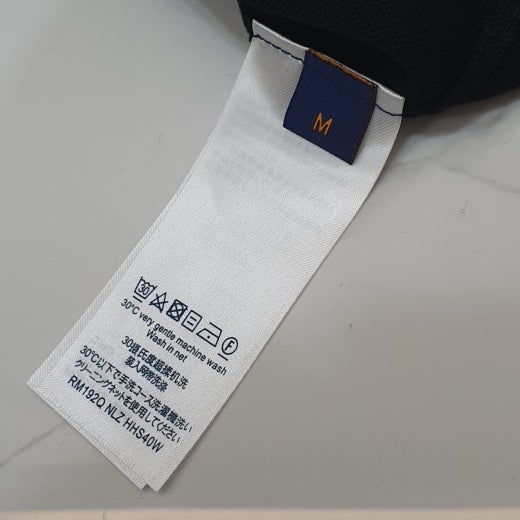 M
30
30°C very gentle machine wash
Wash in net
30摄氏度超柔机洗
装入网袋洗涤
30℃以下で手洗コース洗濯機洗い
クリーニングネットを使用してください
RM192Q NLZ HHS40W